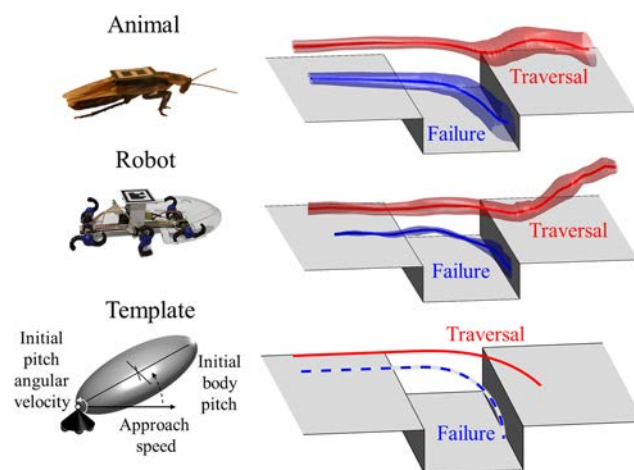 Animal
Traversal
Failure
Robot
Traversal
Failure
Template
Initial
pitch
angular
velocity
Initial
body
pitch
Approach
speed
Traversal
Failure